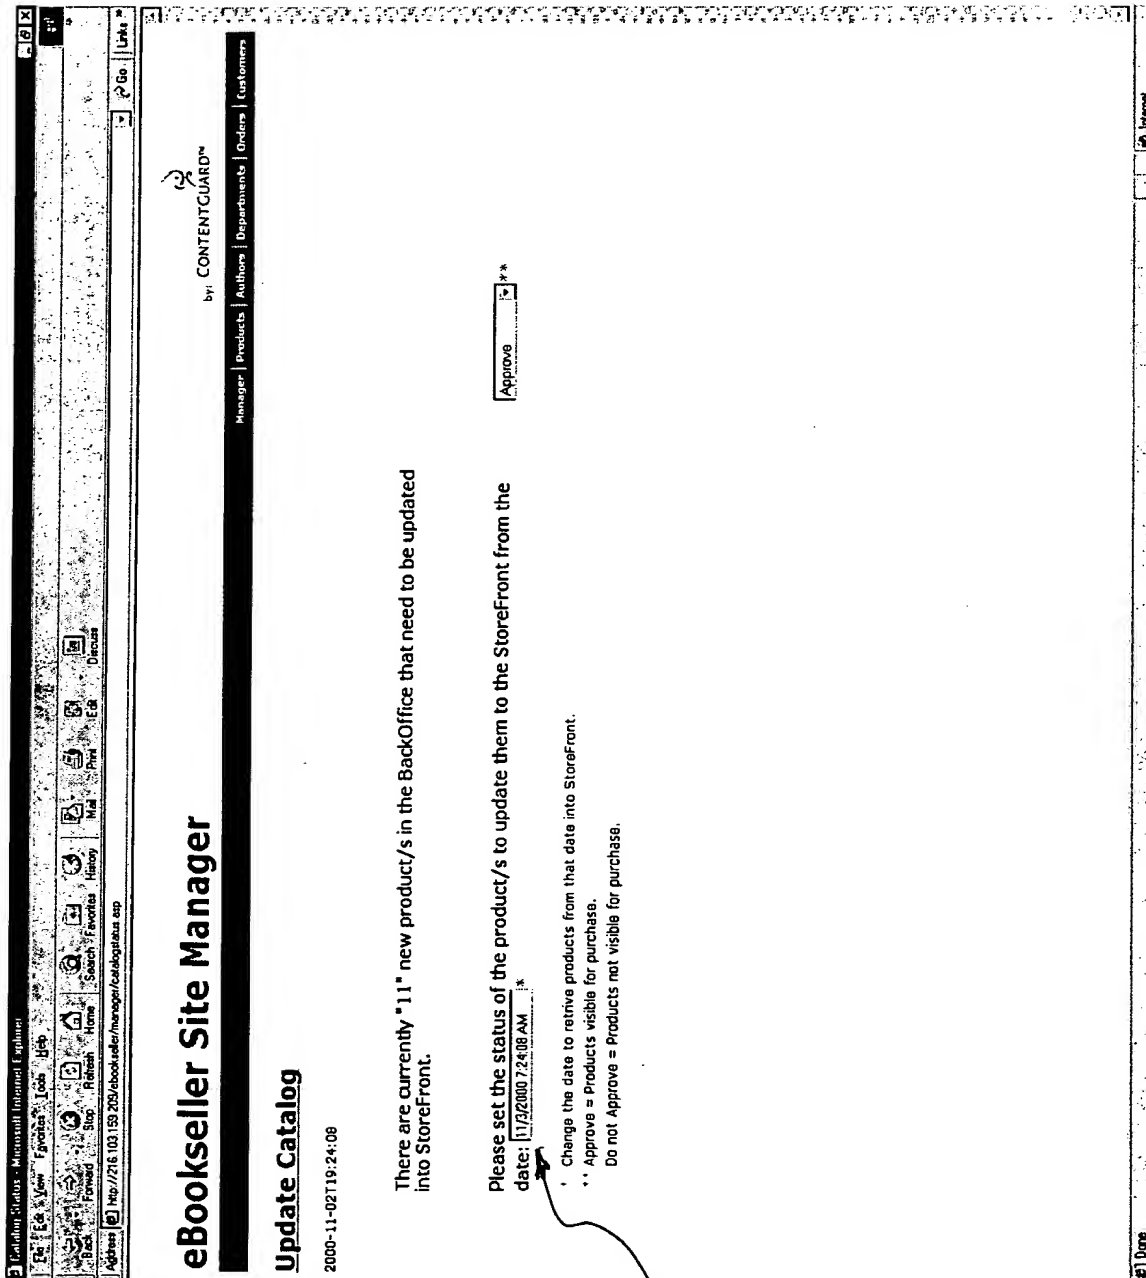 Catalog Status - Microsoft Internet Explorer
File Edit View Favorites Tools Help
Back Forward Stop Refresh Home Search Favorites History Mail Print Edit Discuss
Address http://216.103.159.205/ebookseller/manager/catalogstatus.asp Go Links »
eBookseller Site Manager
by: CONTENTGUARD™
Manager | Products | Authors | Departments | Orders | Customers
Update Catalog
2000-11-02T19:24:08
There are currently "11" new product/s in the BackOffice that need to be updated
into StoreFront.
Please set the status of the product/s to update them to the StoreFront from the
date: 11/3/2000 7:24:08 AM * Approve **
* Change the date to retrive products from that date into StoreFront.
** Approve = Products visible for purchase.
Do not Approve = Products not visible for purchase.
Done Internet